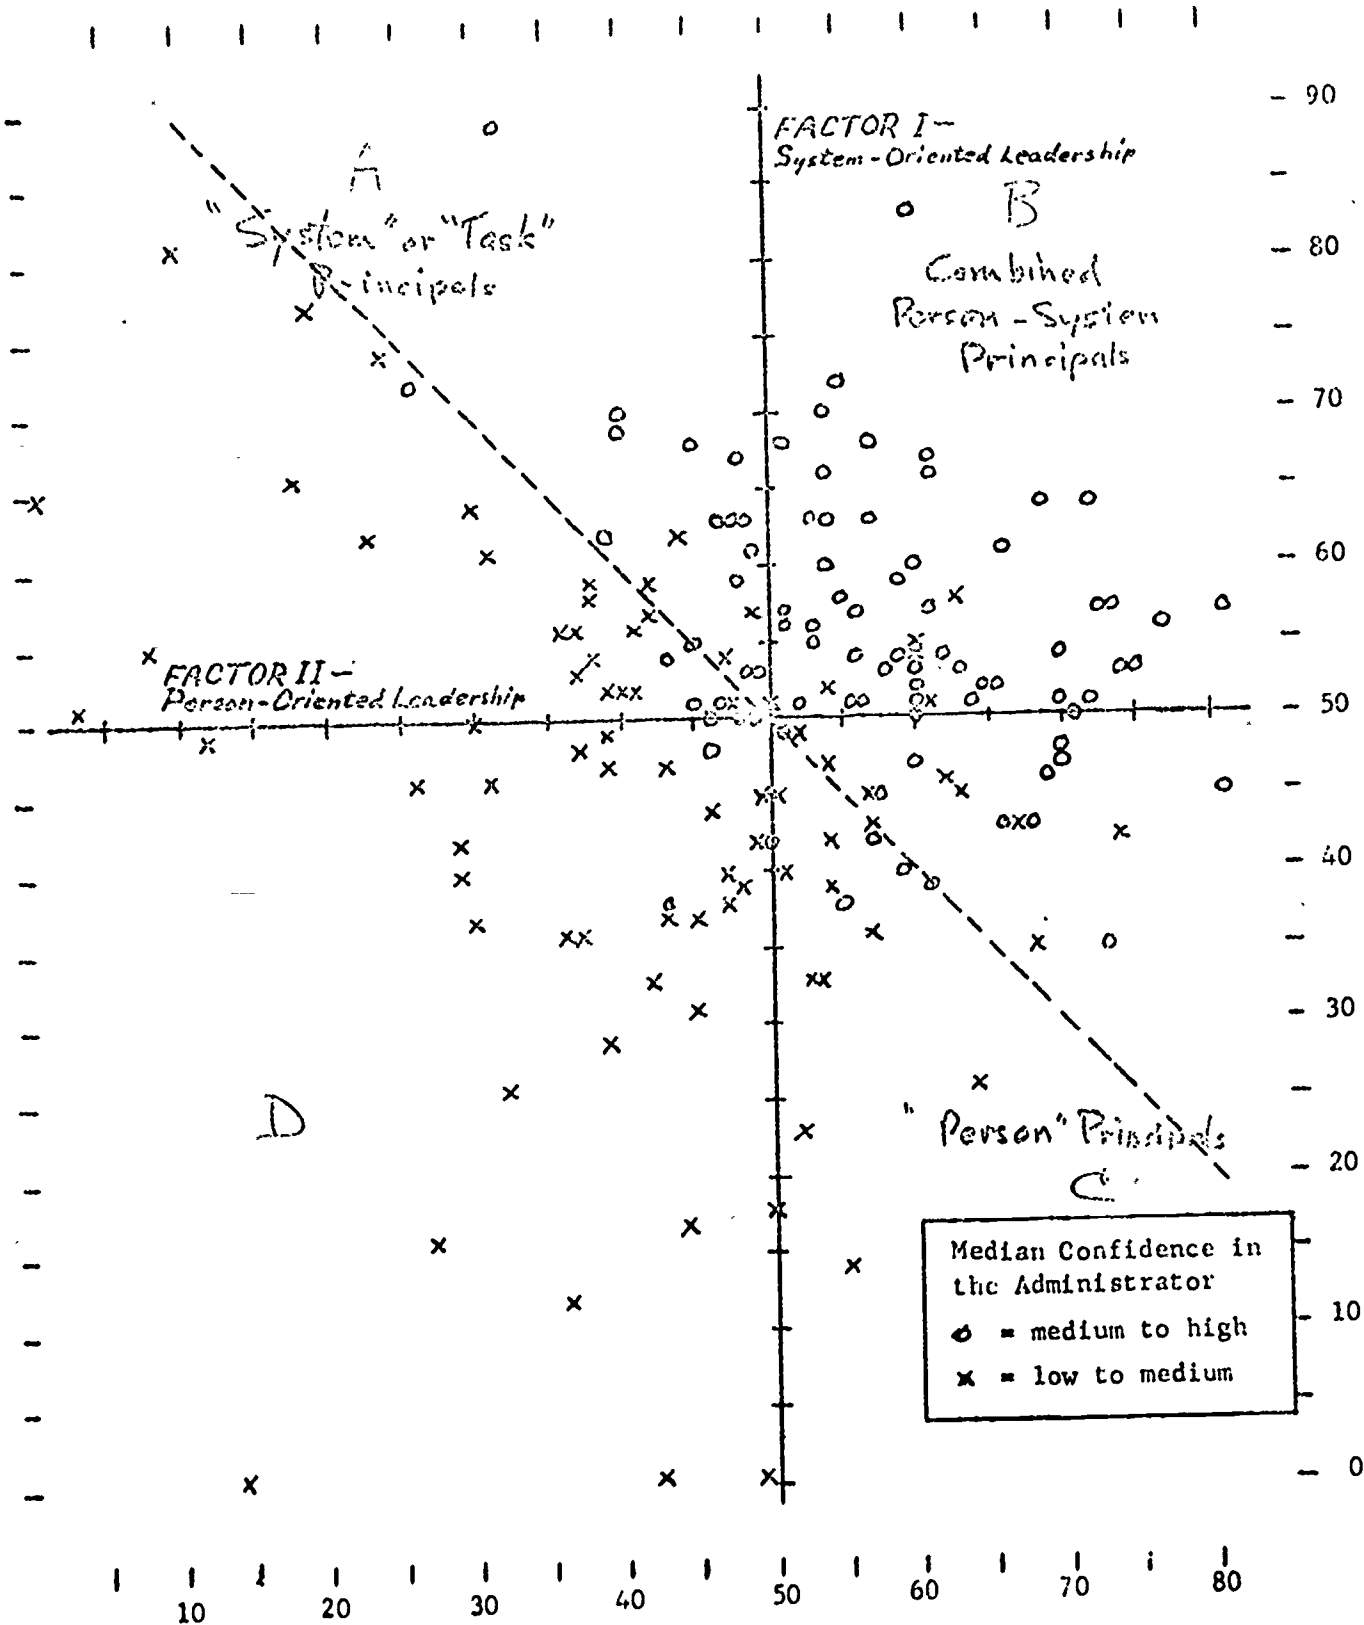 FACTOR I-
System-Oriented Leadership
A
"System" or "Task"
Principals
B
Combined
Person-System
Principals
FACTOR II-
Person-Oriented Leadership
D
"Person" Principals
C
Median Confidence in
the Administrator
o = medium to high
x = low to medium
90
80
70
60
50
40
30
20
10
0
10 20 30 40 50 60 70 80